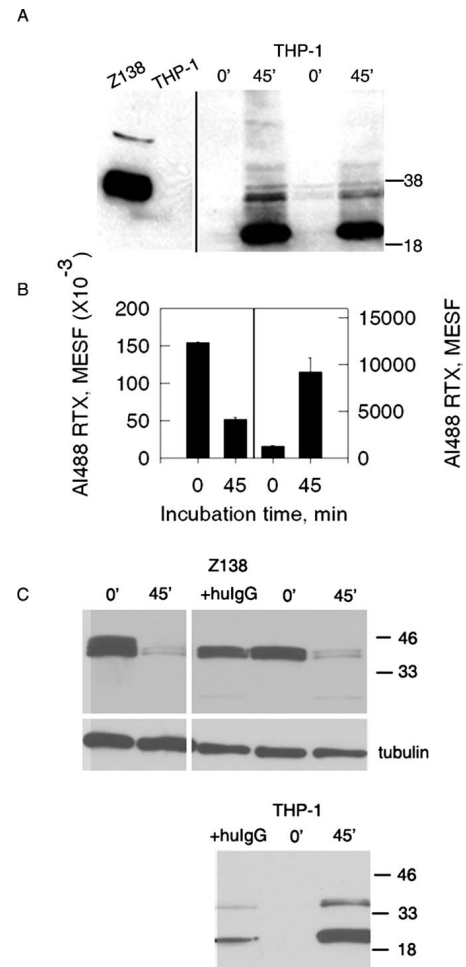 A
THP-1
Z138 THP-1 0' 45' 0' 45'
38
18
B
AI488 RTX, MESF (X10-3)
200
150
100
50
0
15000
10000
5000
0
AI488 RTX, MESF
0 45 0 45
Incubation time, min
Z138
C
0' 45' +huIgG 0' 45'
46
33
tubulin
THP-1
+huIgG 0' 45'
46
33
18